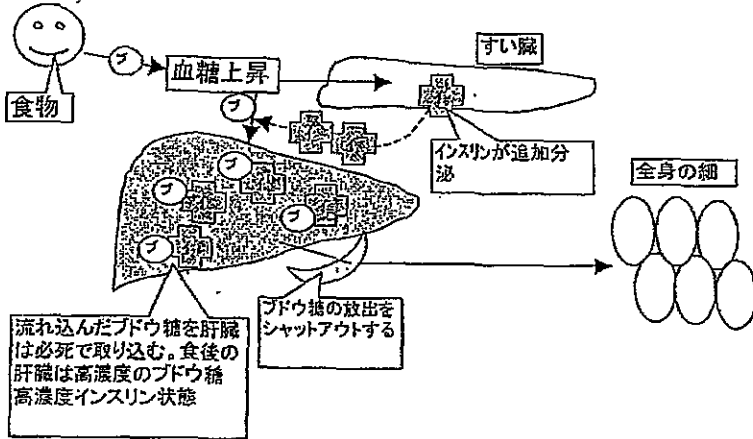 食物
ブ
血糖上昇
すい臓
ブ
インスリンが追加分
泌
全身の細
ブ
ブ
ブ
ブ
流れ込んだブドウ糖を肝臓
は必死で取り込む。食後の
肝臓は高濃度のブドウ糖
高濃度インスリン状態
ブドウ糖の放出を
シャットアウトする